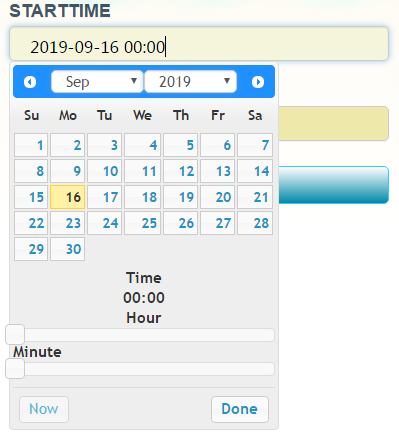 STARTTIME
2019-09-16 00:00
Sep 2019
Su Mo Tu We Th Fr Sa
1 2 3 4 5 6 7
8 9 10 11 12 13 14
15 16 17 18 19 20 21
22 23 24 25 26 27 28
29 30
Time
00:00
Hour
Minute
Now Done